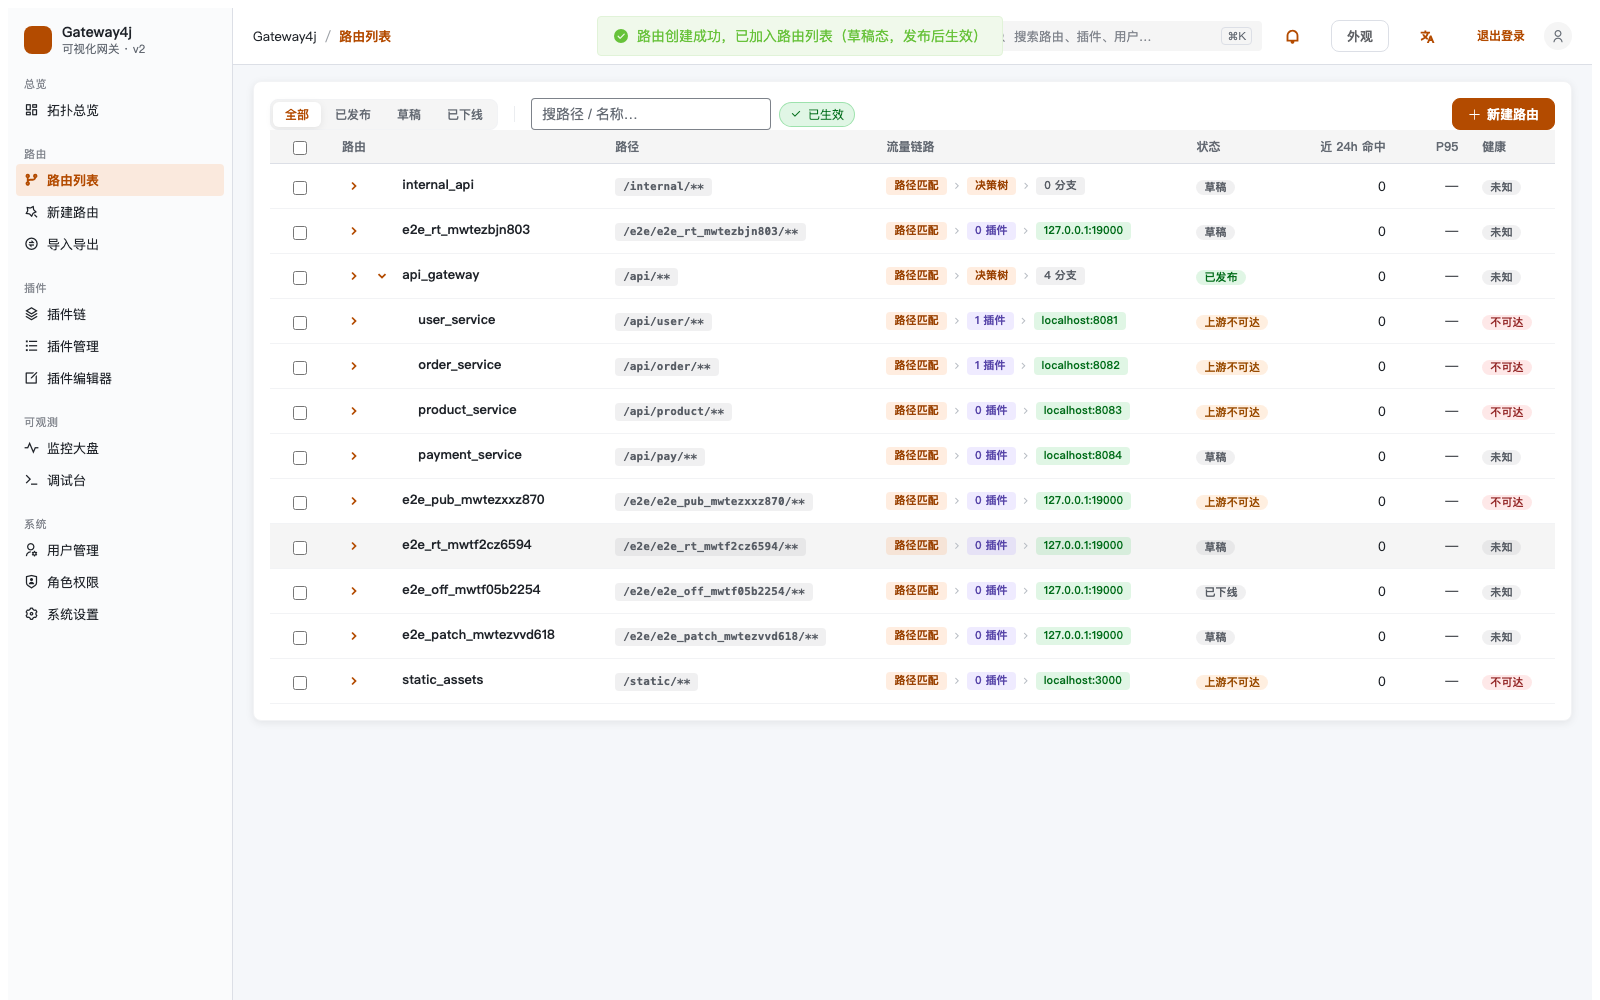 Gateway4j
可视化网关 · v2
总览
拓扑总览
路由
路由列表
新建路由
导入导出
插件
插件链
插件管理
插件编辑器
可观测
监控大盘
调试台
系统
用户管理
角色权限
系统设置
Gateway4j / 路由列表
路由创建成功，已加入路由列表（草稿态，发布后生效）
搜索路由、插件、用户... ⌘K
外观
退出登录
全部 已发布 草稿 已下线
搜路径 / 名称...
已生效
新建路由
路由 路径 流量链路 状态 近 24h 命中 P95 健康
internal_api /internal/** 路径匹配 › 决策树 › 0 分支 草稿 0 — 未知
e2e_rt_mwtezbjn803 /e2e/e2e_rt_mwtezbjn803/** 路径匹配 › 0 插件 › 127.0.0.1:19000 草稿 0 — 未知
api_gateway /api/** 路径匹配 › 决策树 › 4 分支 已发布 0 — 未知
user_service /api/user/** 路径匹配 › 1 插件 › localhost:8081 上游不可达 0 — 不可达
order_service /api/order/** 路径匹配 › 1 插件 › localhost:8082 上游不可达 0 — 不可达
product_service /api/product/** 路径匹配 › 0 插件 › localhost:8083 上游不可达 0 — 不可达
payment_service /api/pay/** 路径匹配 › 0 插件 › localhost:8084 草稿 0 — 未知
e2e_pub_mwtezxxz870 /e2e/e2e_pub_mwtezxxz870/** 路径匹配 › 0 插件 › 127.0.0.1:19000 上游不可达 0 — 不可达
e2e_rt_mwtf2cz6594 /e2e/e2e_rt_mwtf2cz6594/** 路径匹配 › 0 插件 › 127.0.0.1:19000 草稿 0 — 未知
e2e_off_mwtf05b2254 /e2e/e2e_off_mwtf05b2254/** 路径匹配 › 0 插件 › 127.0.0.1:19000 已下线 0 — 未知
e2e_patch_mwtezvvd618 /e2e/e2e_patch_mwtezvvd618/** 路径匹配 › 0 插件 › 127.0.0.1:19000 草稿 0 — 未知
static_assets /static/** 路径匹配 › 0 插件 › localhost:3000 上游不可达 0 — 不可达